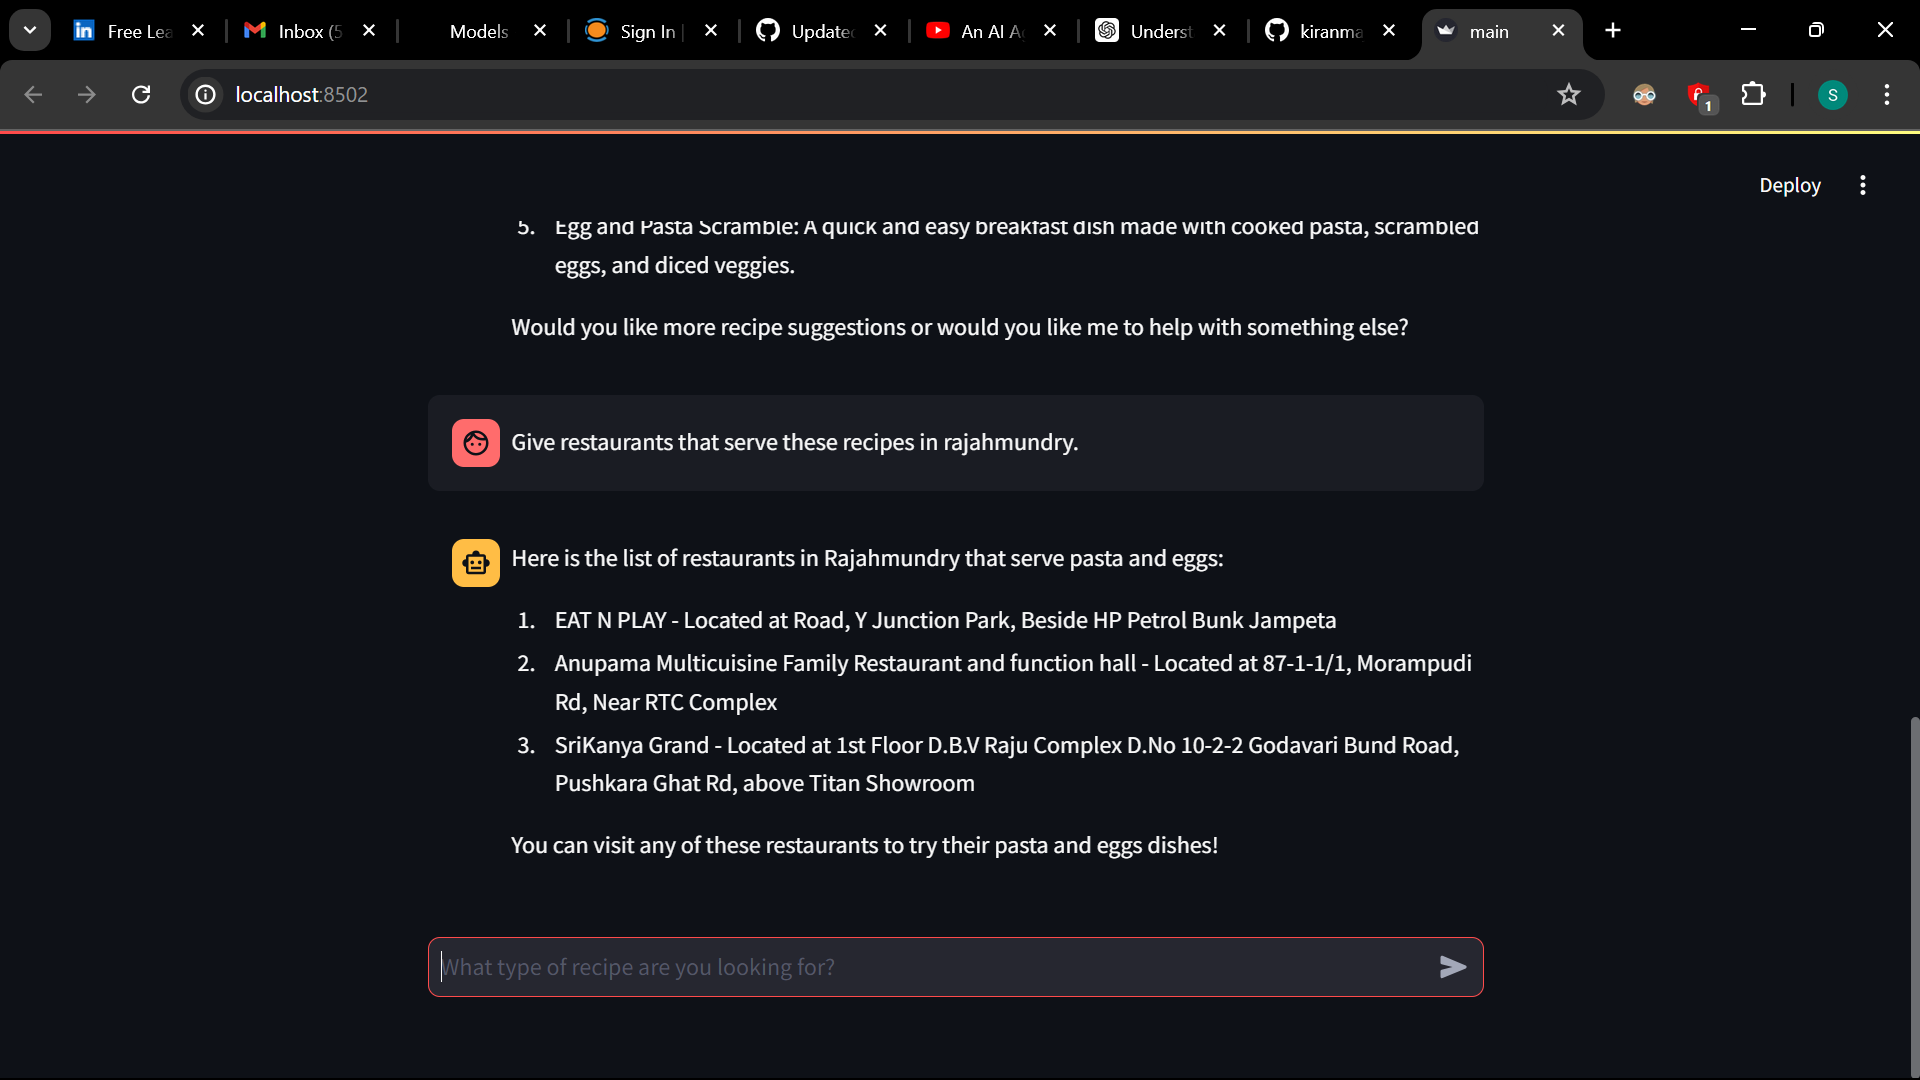 Free Lea
Inbox (5
Models
Sign In
Update
An AI A
Underst
kiranma
main
localhost:8502
1
S
Deploy
5. Egg and Pasta Scramble: A quick and easy breakfast dish made with cooked pasta, scrambled
eggs, and diced veggies.
Would you like more recipe suggestions or would you like me to help with something else?
Give restaurants that serve these recipes in rajahmundry.
Here is the list of restaurants in Rajahmundry that serve pasta and eggs:
1. EAT N PLAY - Located at Road, Y Junction Park, Beside HP Petrol Bunk Jampeta
2. Anupama Multicuisine Family Restaurant and function hall - Located at 87-1-1/1, Morampudi
Rd, Near RTC Complex
3. SriKanya Grand - Located at 1st Floor D.B.V Raju Complex D.No 10-2-2 Godavari Bund Road,
Pushkara Ghat Rd, above Titan Showroom
You can visit any of these restaurants to try their pasta and eggs dishes!
What type of recipe are you looking for?